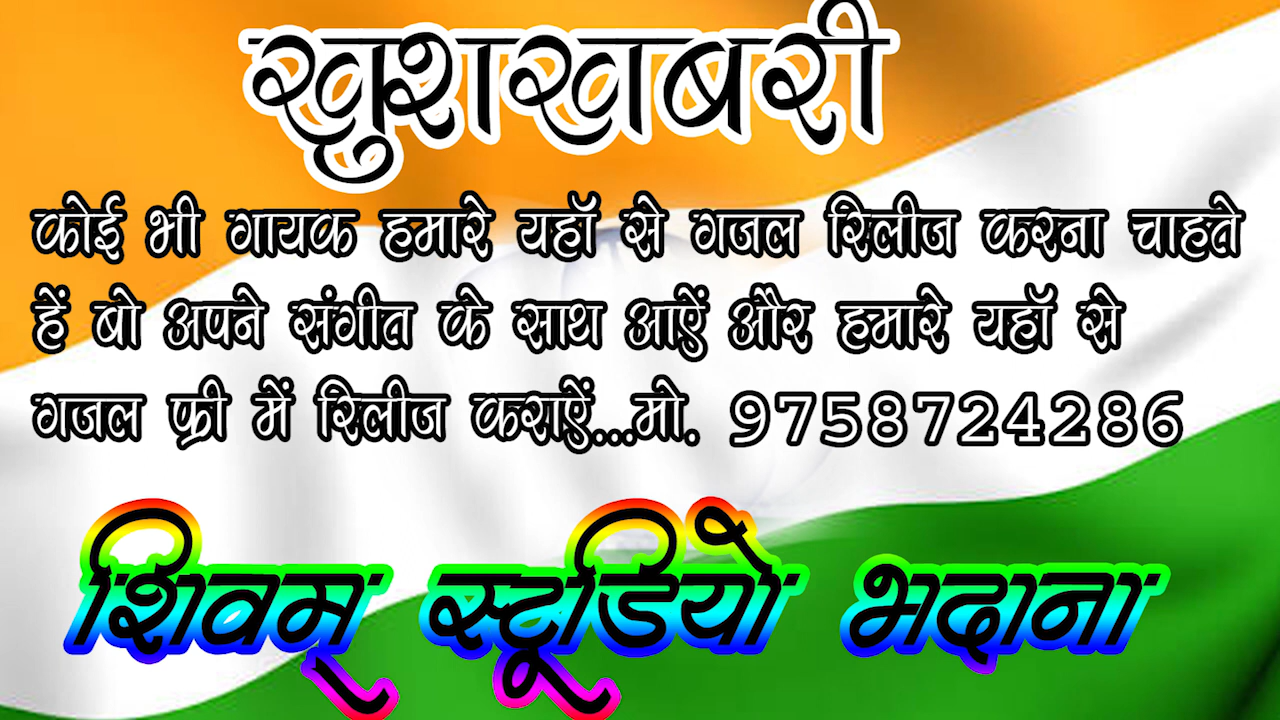 खुशखबरी
कोई भी गायक हमारे यहॉ से गजल रिलीज करना चाहते
हें बो अपने संगीत के साथ आऐं और हमारे यहॉ से
गजल फ्री में रिलीज कराऐं...मो. 9758724286
शिवम् स्टूडियो भदाना